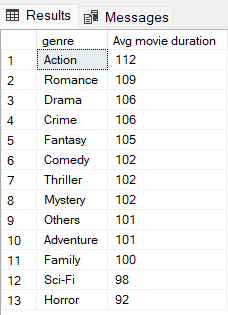 Results Messages
genre Avg movie duration
1 Action 112
2 Romance 109
3 Drama 106
4 Crime 106
5 Fantasy 105
6 Comedy 102
7 Thriller 102
8 Mystery 102
9 Others 101
10 Adventure 101
11 Family 100
12 Sci-Fi 98
13 Horror 92